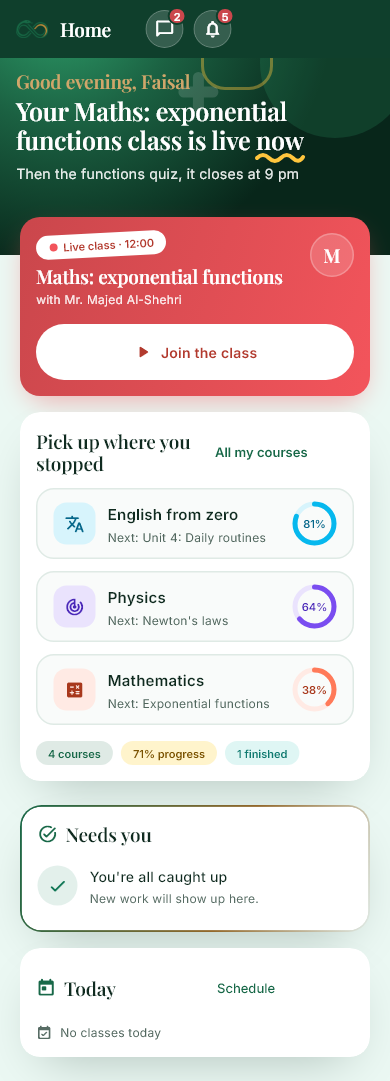 Home
2
5
Good evening, Faisal
Your Maths: exponential
functions class is live now
Then the functions quiz, it closes at 9 pm
Live class · 12:00
M
Maths: exponential functions
with Mr. Majed Al-Shehri
Join the class
Pick up where you
stopped
All my courses
English from zero
Next: Unit 4: Daily routines
81%
Physics
Next: Newton's laws
64%
Mathematics
Next: Exponential functions
38%
4 courses
71% progress
1 finished
Needs you
You're all caught up
New work will show up here.
Today
Schedule
No classes today